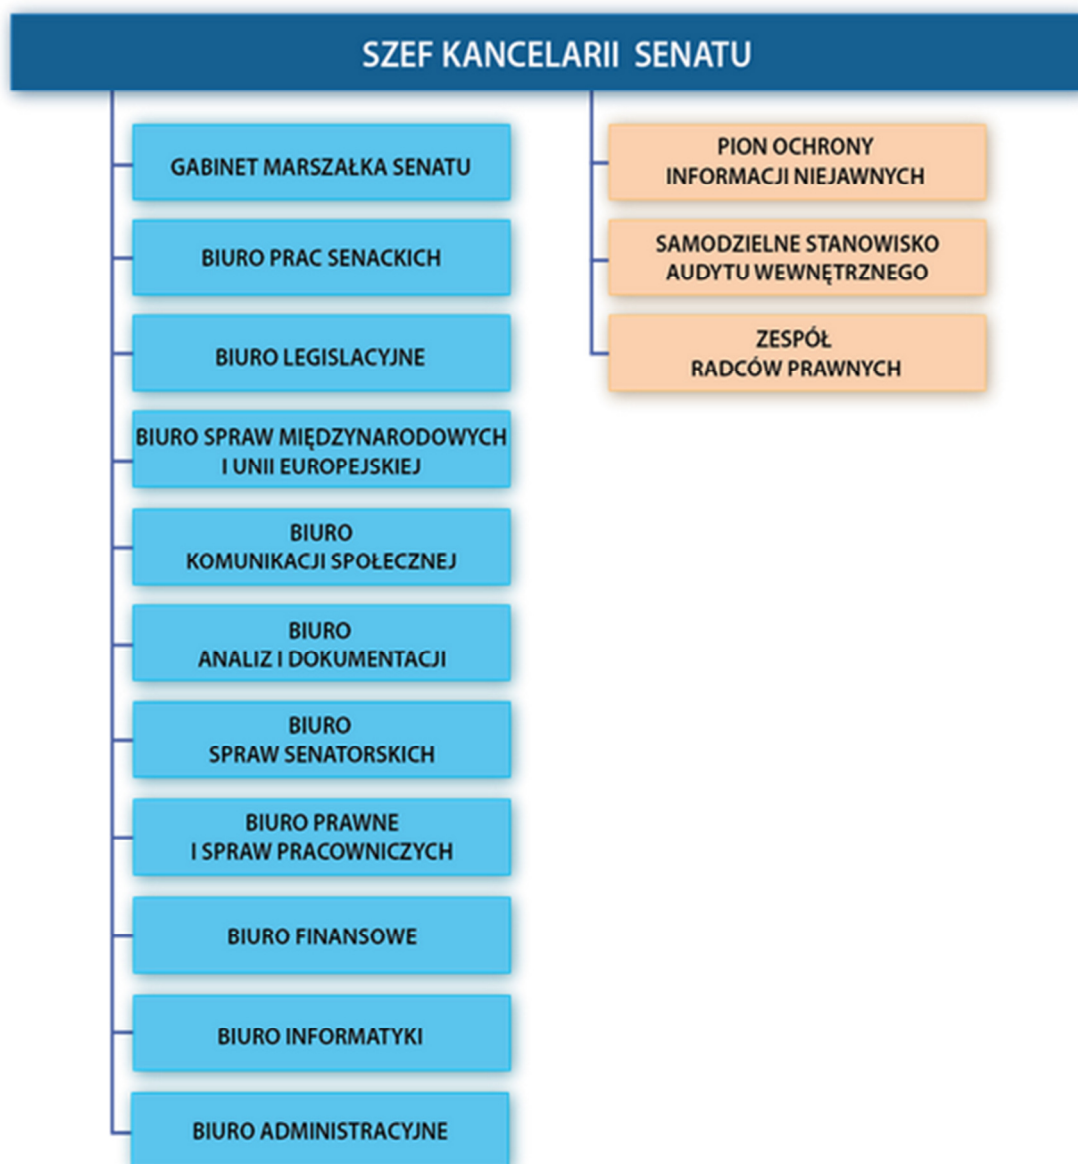 SZEF KANCELARII SENATU
GABINET MARSZAŁKA SENATU
BIURO PRAC SENACKICH
BIURO LEGISLACYJNE
BIURO SPRAW MIĘDZYNARODOWYCH
I UNII EUROPEJSKIEJ
BIURO
KOMUNIKACJI SPOŁECZNEJ
BIURO
ANALIZ I DOKUMENTACJI
BIURO
SPRAW SENATORSKICH
BIURO PRAWNE
I SPRAW PRACOWNICZYCH
BIURO FINANSOWE
BIURO INFORMATYKI
BIURO ADMINISTRACYJNE
PION OCHRONY
INFORMACJI NIEJAWNYCH
SAMODZIELNE STANOWISKO
AUDYTU WEWNĘTRZNEGO
ZESPÓŁ
RADCÓW PRAWNYCH